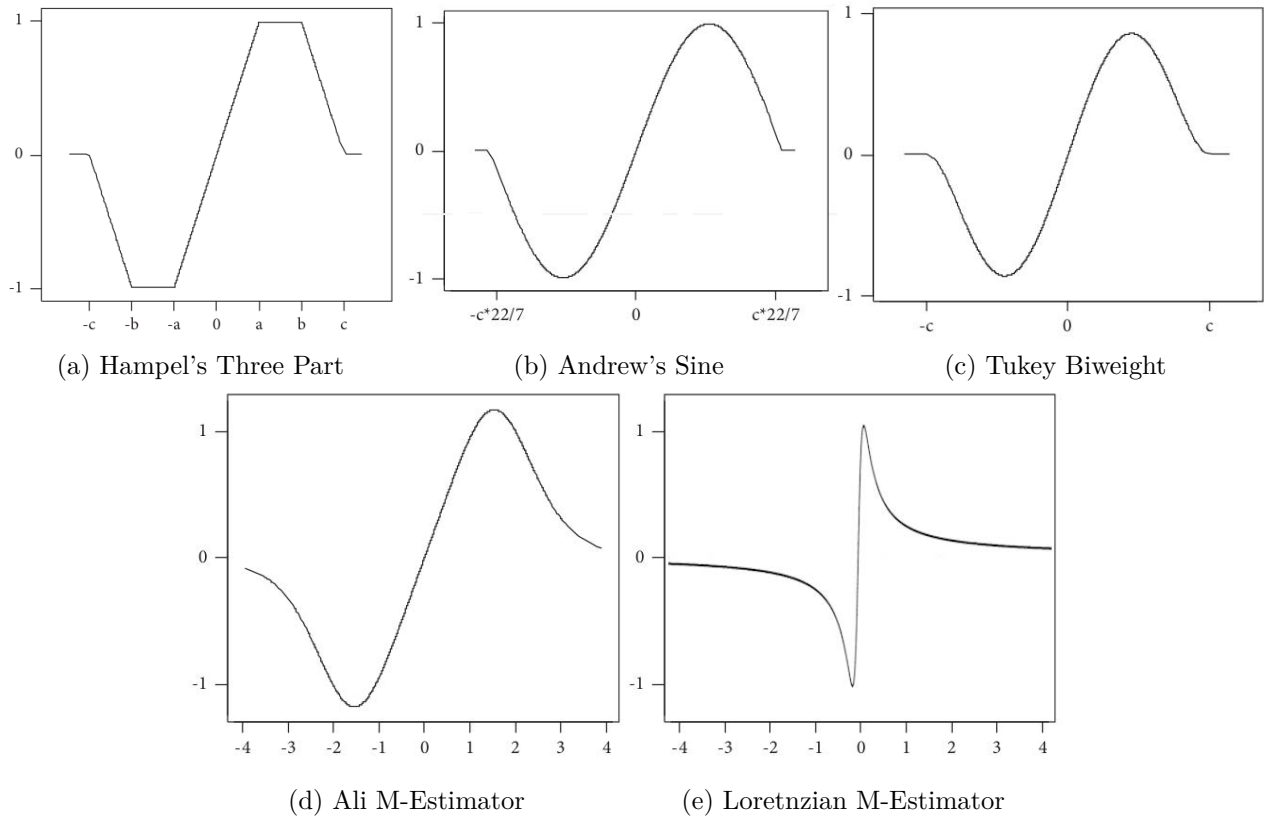 1
0
-1
-c -b -a 0 a b c
(a) Hampel's Three Part
1
0
-1
-c*22/7 0 c*22/7
(b) Andrew's Sine
1
0
-1
-c 0 c
(c) Tukey Biweight
1
0
-1
-4 -3 -2 -1 0 1 2 3 4
(d) Ali M-Estimator
1
0
-1
-4 -3 -2 -1 0 1 2 3 4
(e) Loretnzian M-Estimator